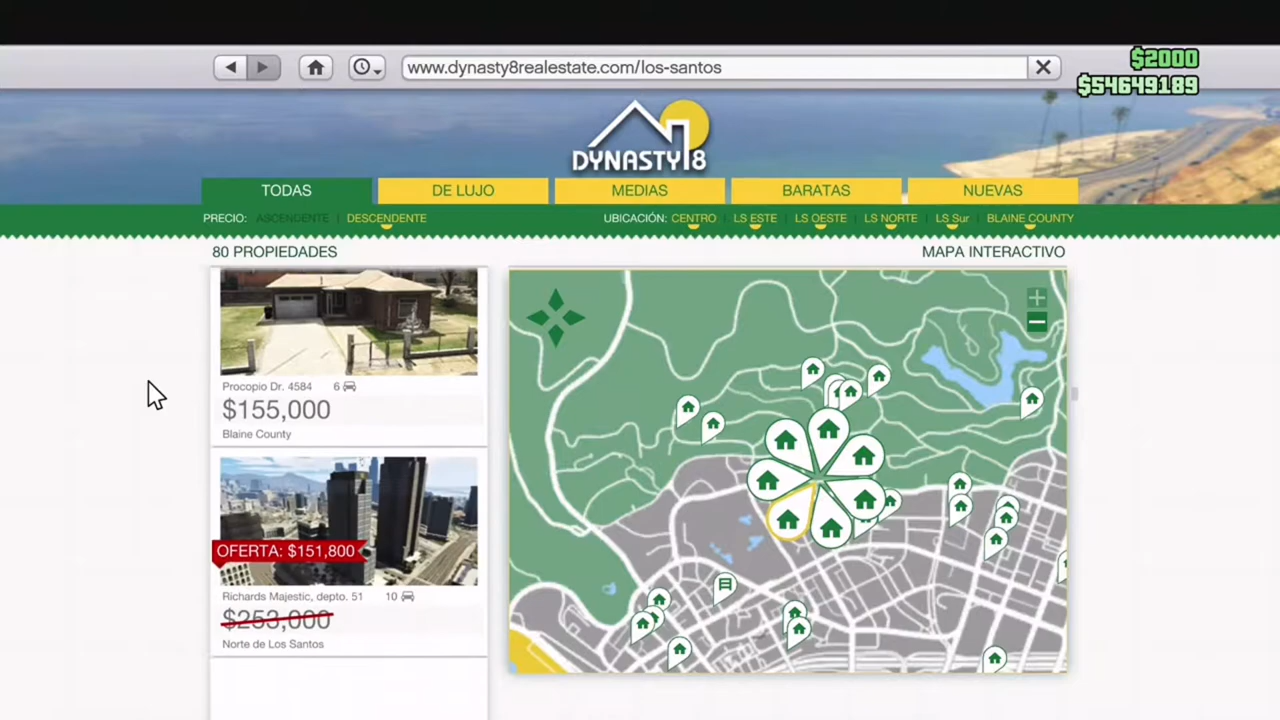 $2000
www.dynasty8realestate.com/los-santos
$54649189
DYNASTY8
TODAS
DE LUJO
MEDIAS
BARATAS
NUEVAS
PRECIO: ASCENDENTE | DESCENDENTE
UBICACIÓN: CENTRO | LS ESTE | LS OESTE | LS NORTE | LS Sur | BLAINE COUNTY
80 PROPIEDADES
MAPA INTERACTIVO
Procopio Dr. 4584 6
$155,000
Blaine County
OFERTA: $151,800
Richards Majestic, depto. 51 10
$253,000
Norte de Los Santos